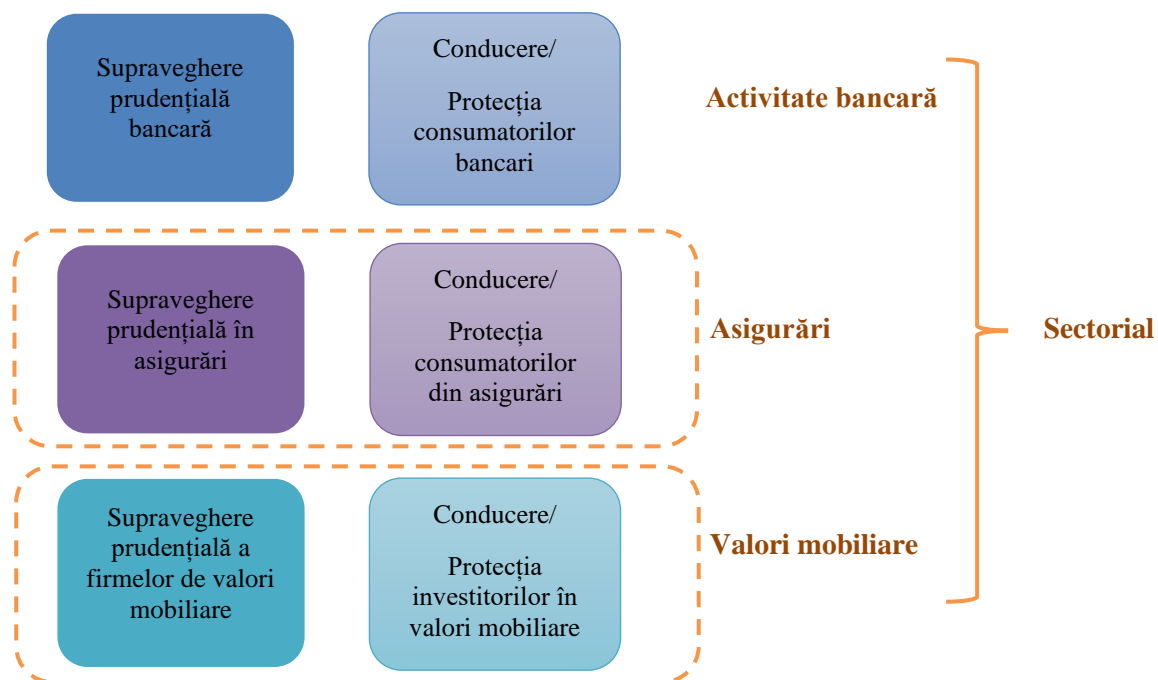 Supraveghere
prudențială
bancară
Conducere/
Protecția
consumatorilor
bancari
Activitate bancară
Supraveghere
prudențială în
asigurări
Conducere/
Protecția
consumatorilor
din asigurări
Asigurări
Sectorial
Supraveghere
prudențială a
firmelor de valori
mobiliare
Conducere/
Protecția
investitorilor în
valori mobiliare
Valori mobiliare